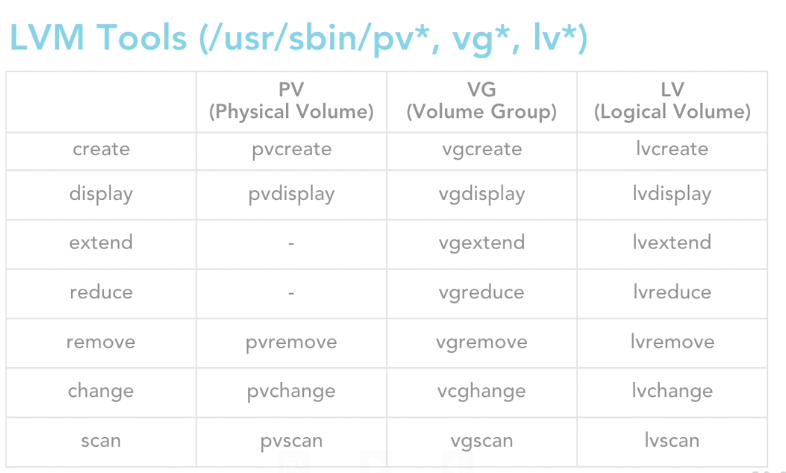 LVM Tools (/usr/sbin/pv*, vg*, lv*)
PV VG LV
(Physical Volume) (Volume Group) (Logical Volume)
create pvcreate vgcreate lvcreate
display pvdisplay vgdisplay lvdisplay
extend - vgextend lvextend
reduce - vgreduce lvreduce
remove pvremove vgremove lvremove
change pvchange vcghange lvchange
scan pvscan vgscan lvscan